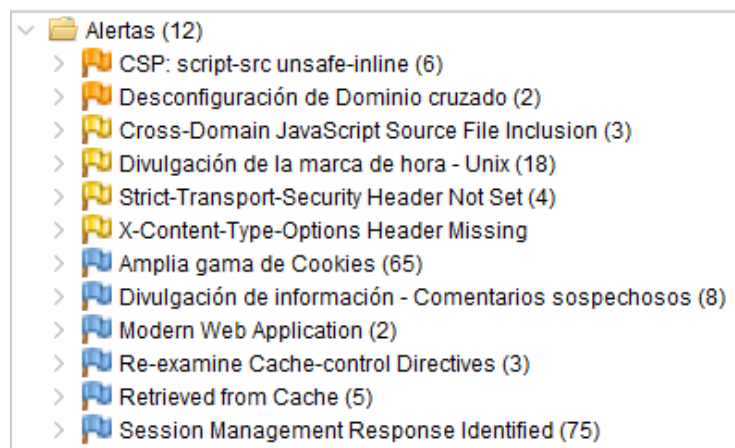 Alertas (12)
CSP: script-src unsafe-inline (6)
Desconfiguración de Dominio cruzado (2)
Cross-Domain JavaScript Source File Inclusion (3)
Divulgación de la marca de hora - Unix (18)
Strict-Transport-Security Header Not Set (4)
X-Content-Type-Options Header Missing
Amplia gama de Cookies (65)
Divulgación de información - Comentarios sospechosos (8)
Modern Web Application (2)
Re-examine Cache-control Directives (3)
Retrieved from Cache (5)
Session Management Response Identified (75)